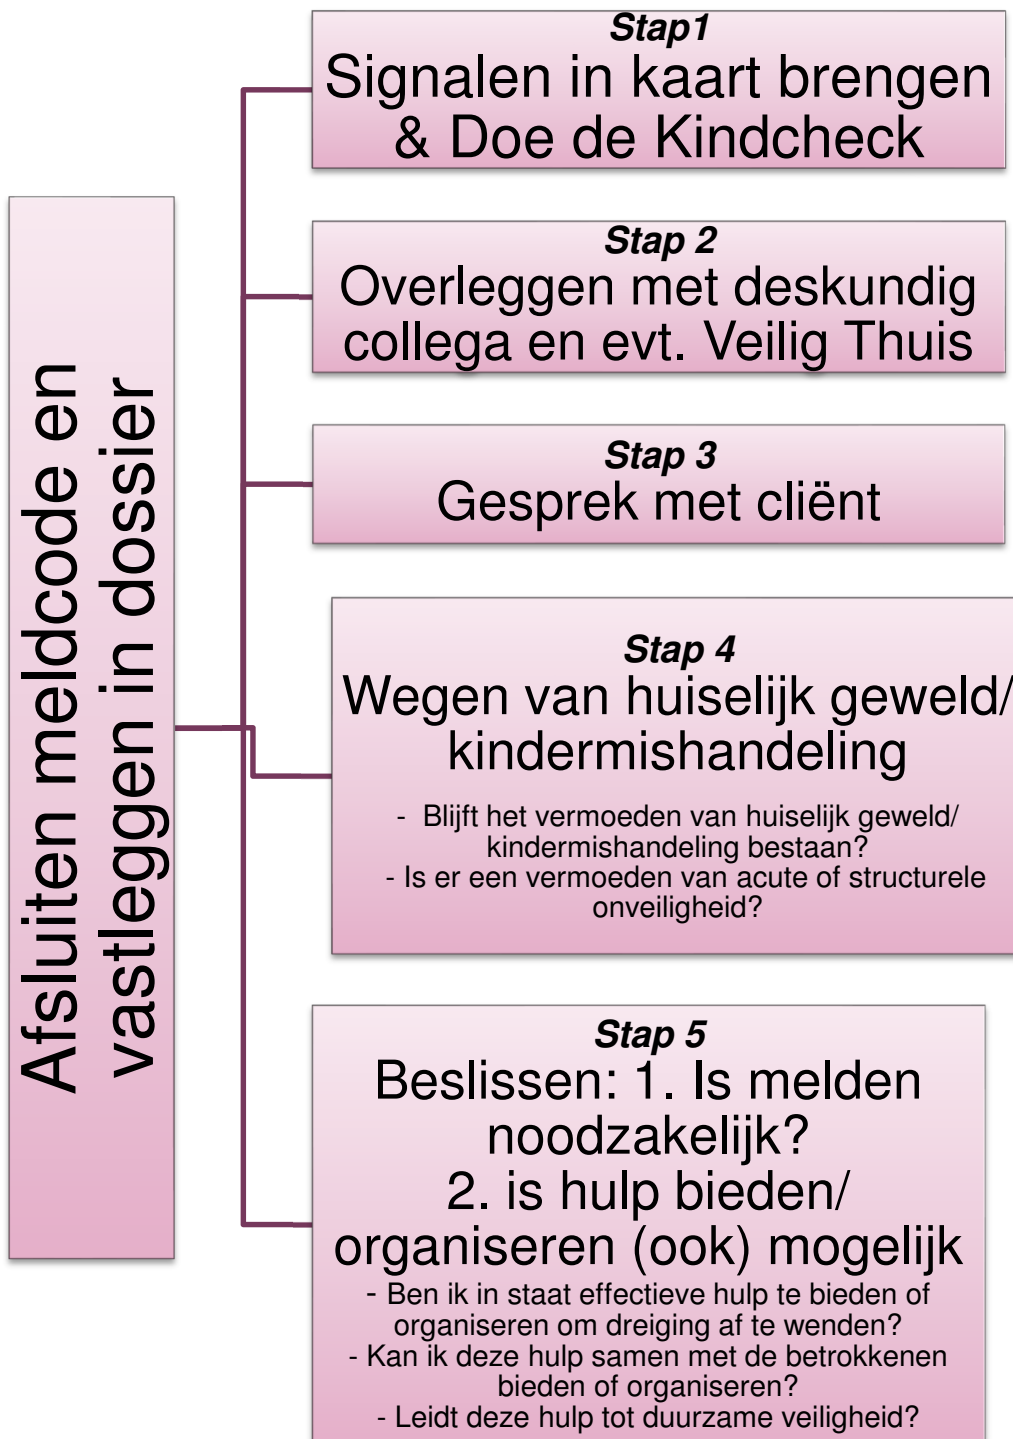 Afsluiten meldcode en
vastleggen in dossier
Stap1
Signalen in kaart brengen
& Doe de Kindcheck
Stap 2
Overleggen met deskundig
collega en evt. Veilig Thuis
Stap 3
Gesprek met cliënt
Stap 4
Wegen van huiselijk geweld/
kindermishandeling
- Blijft het vermoeden van huiselijk geweld/
kindermishandeling bestaan?
- Is er een vermoeden van acute of structurele
onveiligheid?
Stap 5
Beslissen: 1. Is melden
noodzakelijk?
2. is hulp bieden/
organiseren (ook) mogelijk
- Ben ik in staat effectieve hulp te bieden of
organiseren om dreiging af te wenden?
- Kan ik deze hulp samen met de betrokkenen
bieden of organiseren?
- Leidt deze hulp tot duurzame veiligheid?